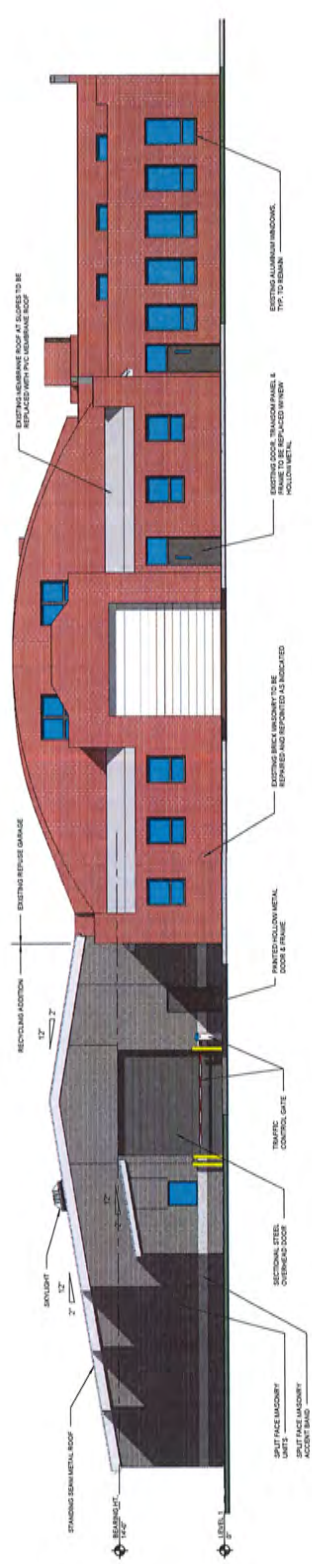 STANDING SEAM METAL ROOF
SKYLIGHT
12"
2"
12"
2"
RECYCLING ADDITION
EXISTING REFUSE GARAGE
EXISTING MEMBRANE ROOF AT SLOPES TO BE
REPLACED WITH PVC MEMBRANE ROOF
12"
2"
BEARING HT.
14'-0"
LEVEL 1
0"
SPLIT FACE MASONRY
UNITS
SPLIT FACE MASONRY
ACCENT BAND
SECTIONAL STEEL
OVERHEAD DOOR
TRAFFIC
CONTROL GATE
PAINTED HOLLOW METAL
DOOR & FRAME
EXISTING BRICK MASONRY TO BE
REPAIRED AND REPOINTED AS INDICATED
EXISTING DOOR, TRANSOM PANEL &
FRAME TO BE REPLACED W/ NEW
HOLLOW METAL
EXISTING ALUMINUM WINDOWS,
TYP. TO REMAIN